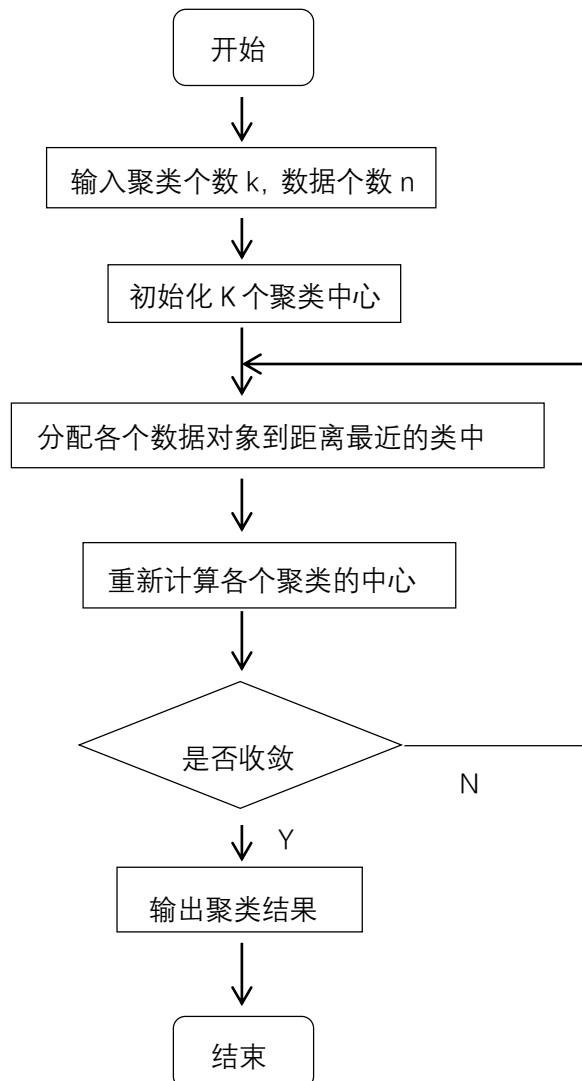 开始
输入聚类个数 k, 数据个数 n
初始化 K 个聚类中心
分配各个数据对象到距离最近的类中
重新计算各个聚类的中心
是否收敛
N
Y
输出聚类结果
结束